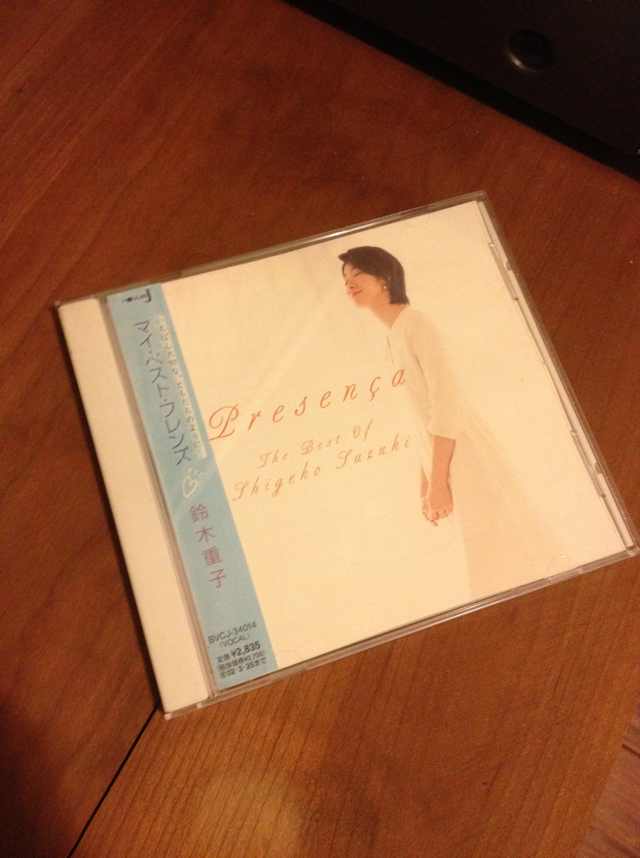 マイ・ベスト・フレンズ
鈴木重子
BVCJ-34014
(VOCAL)
定価¥2,835
Presença
The Best Of
Shigeko Suzuki